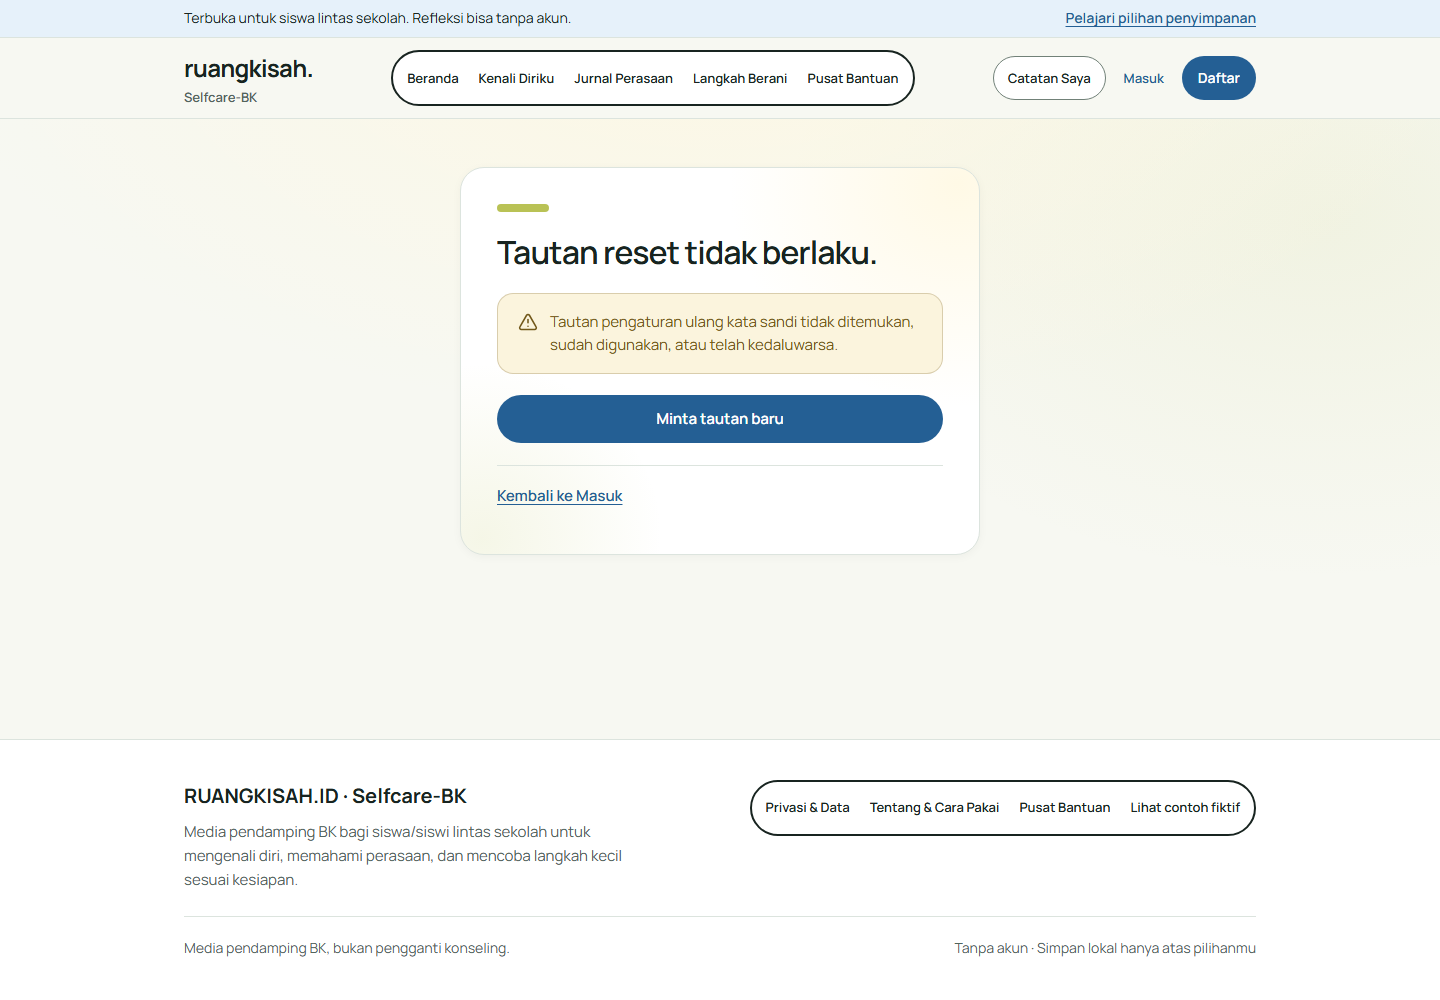 Terbuka untuk siswa lintas sekolah. Refleksi bisa tanpa akun.
Pelajari pilihan penyimpanan
ruangkisah.
Selfcare-BK
Beranda
Kenali Diriku
Jurnal Perasaan
Langkah Berani
Pusat Bantuan
Catatan Saya
Masuk
Daftar
Tautan reset tidak berlaku.
Tautan pengaturan ulang kata sandi tidak ditemukan,
sudah digunakan, atau telah kedaluwarsa.
Minta tautan baru
Kembali ke Masuk
RUANGKISAH.ID · Selfcare-BK
Media pendamping BK bagi siswa/siswi lintas sekolah untuk
mengenali diri, memahami perasaan, dan mencoba langkah kecil
sesuai kesiapan.
Privasi & Data
Tentang & Cara Pakai
Pusat Bantuan
Lihat contoh fiktif
Media pendamping BK, bukan pengganti konseling.
Tanpa akun · Simpan lokal hanya atas pilihanmu